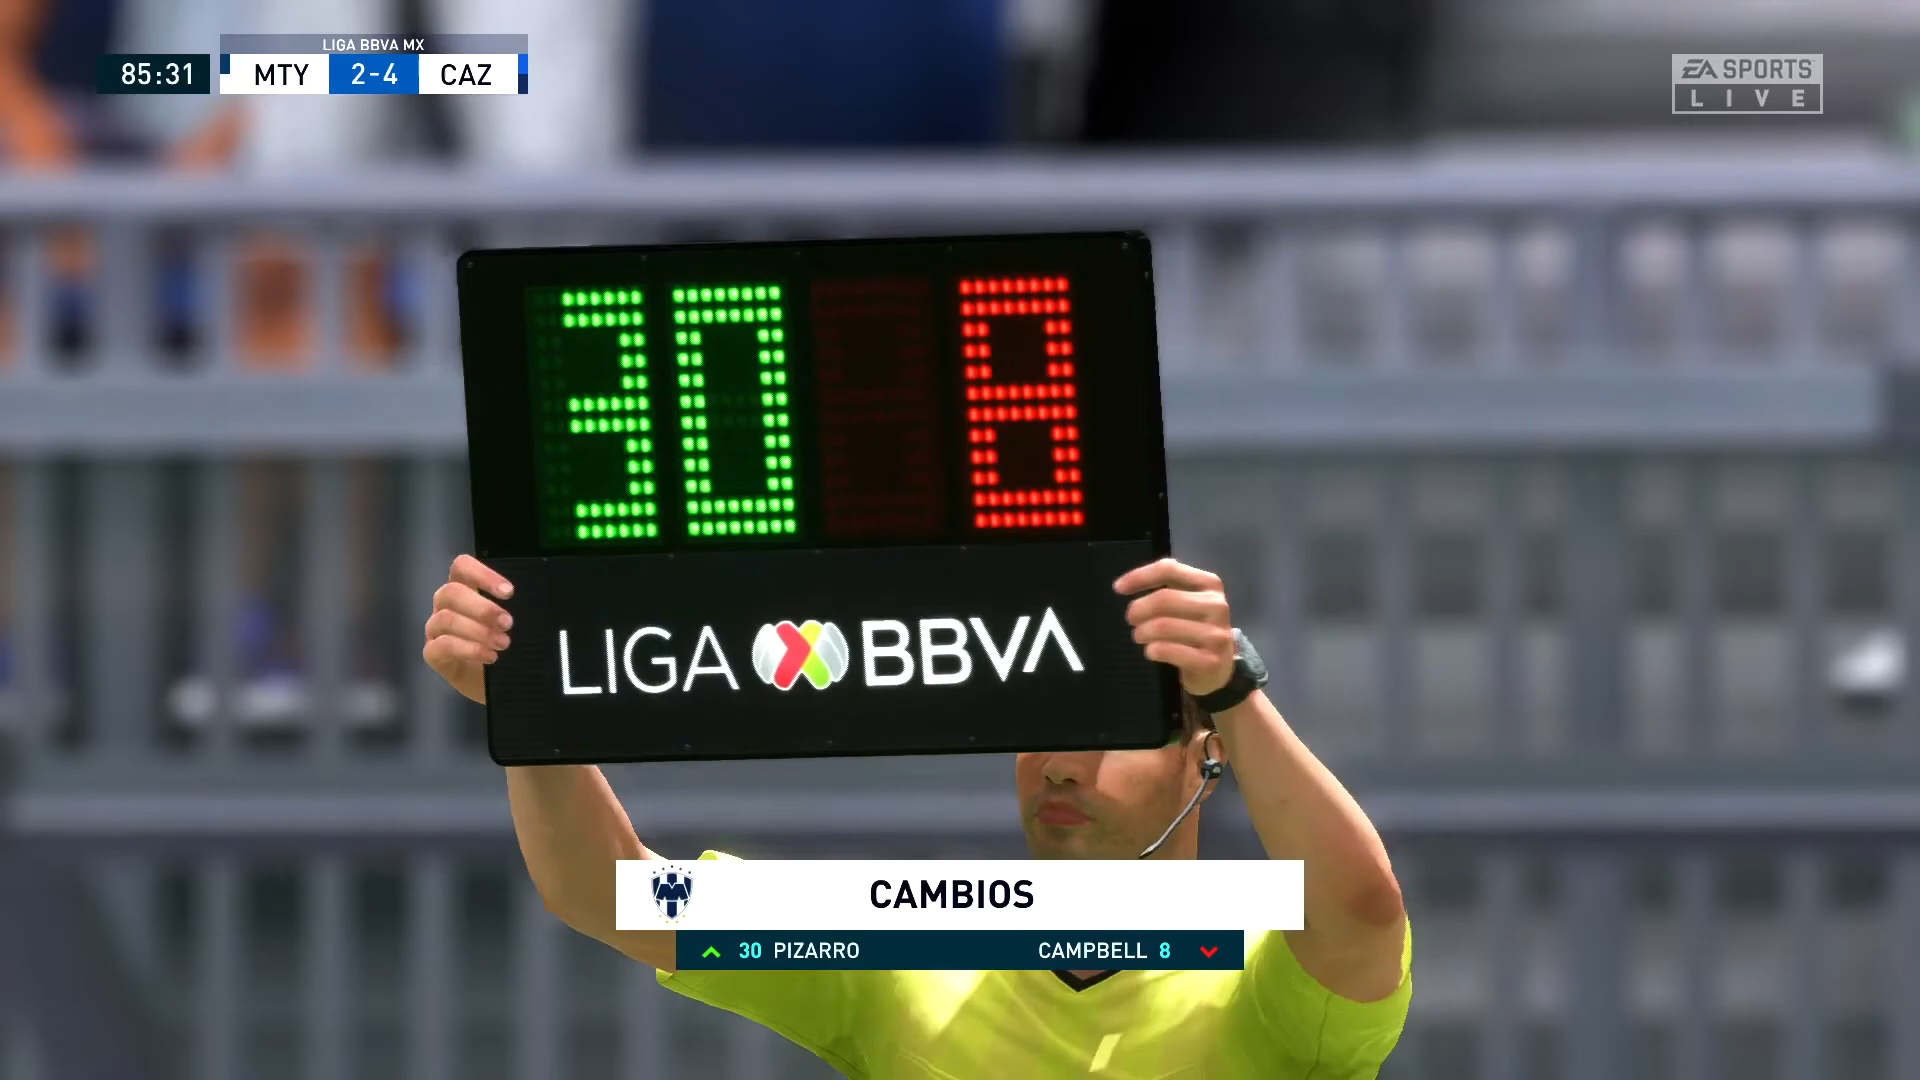 LIGA BBVA MX
85:31 MTY 2-4 CAZ
EA SPORTS
LIVE
30 8
LIGA BBVA
CAMBIOS
30 PIZARRO CAMPBELL 8